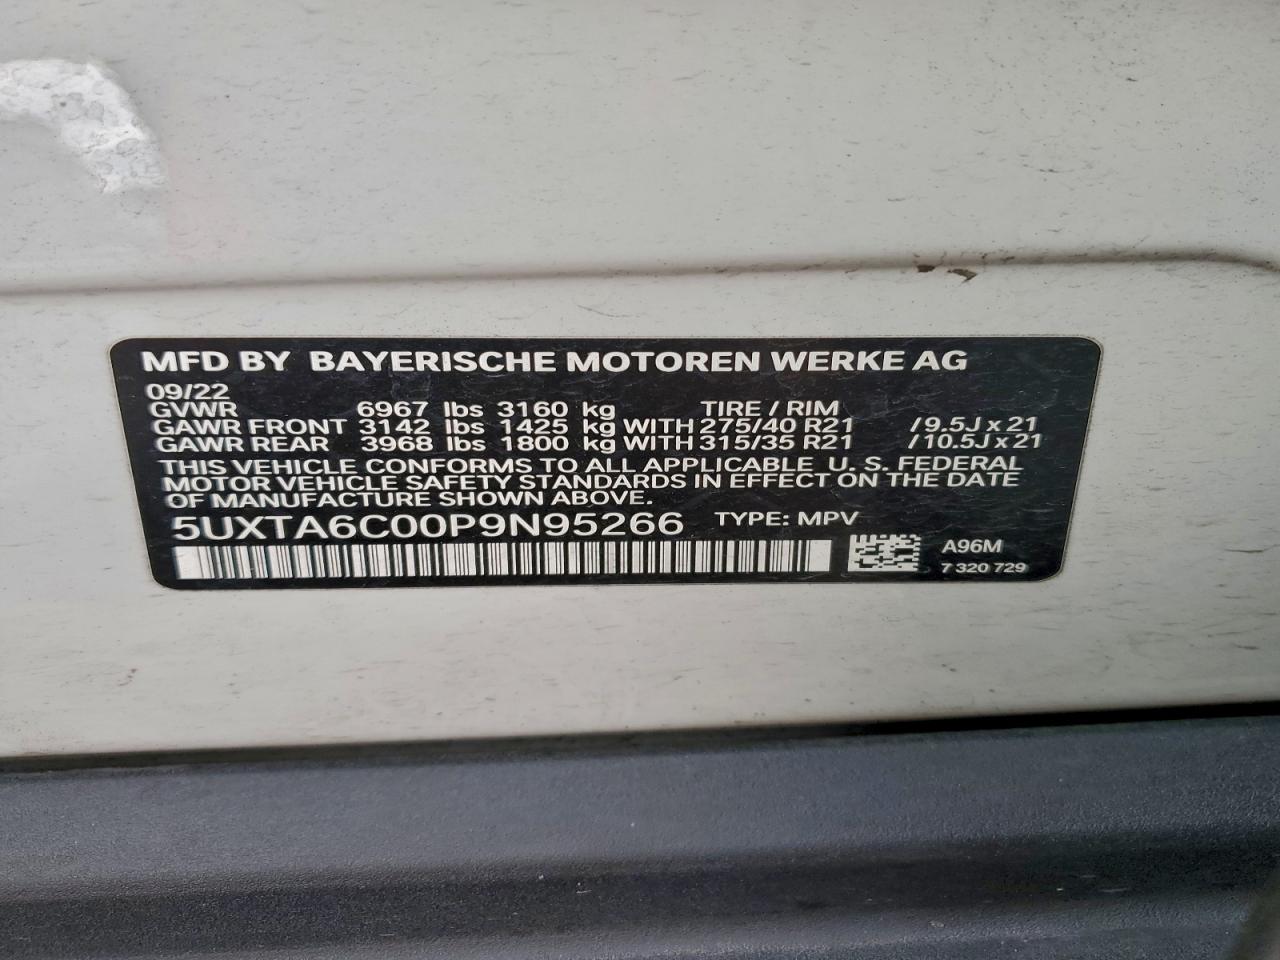 MFD BY BAYERISCHE MOTOREN WERKE AG
09/22
GVWR 6967 lbs 3160 kg TIRE / RIM
GAWR FRONT 3142 lbs 1425 kg WITH 275/40 R21 / 9.5J x 21
GAWR REAR 3968 lbs 1800 kg WITH 315/35 R21 / 10.5J x 21
THIS VEHICLE CONFORMS TO ALL APPLICABLE U. S. FEDERAL
MOTOR VEHICLE SAFETY STANDARDS IN EFFECT ON THE DATE
OF MANUFACTURE SHOWN ABOVE.
5UXTA6C00P9N95266 TYPE: MPV
A96M
7 320 729